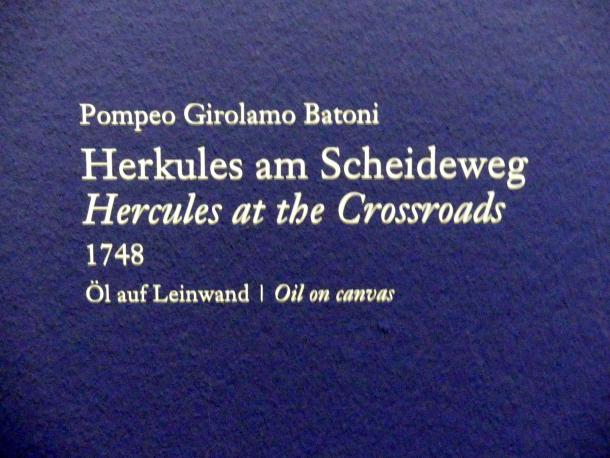 Pompeo Girolamo Batoni
Herkules am Scheideweg
Hercules at the Crossroads
1748
Öl auf Leinwand | Oil on canvas